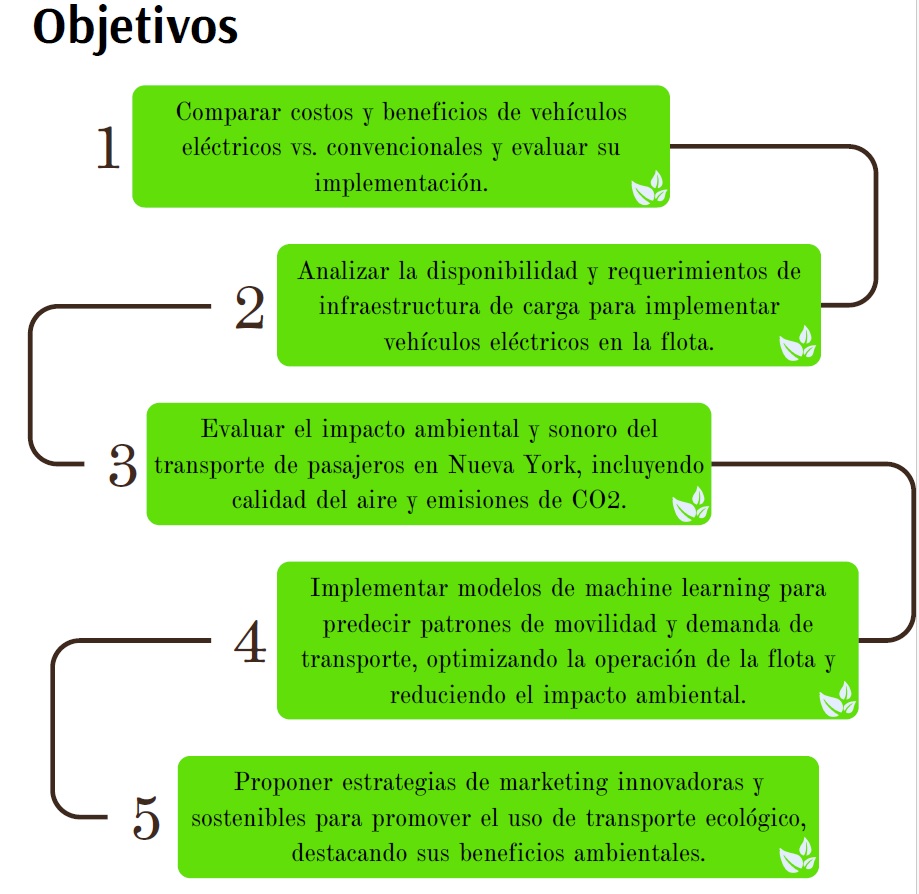 Objetivos
1
Comparar costos y beneficios de vehículos
eléctricos vs. convencionales y evaluar su
implementación.
2
Analizar la disponibilidad y requerimientos de
infraestructura de carga para implementar
vehículos eléctricos en la flota.
3
Evaluar el impacto ambiental y sonoro del
transporte de pasajeros en Nueva York, incluyendo
calidad del aire y emisiones de CO2.
4
Implementar modelos de machine learning para
predecir patrones de movilidad y demanda de
transporte, optimizando la operación de la flota y
reduciendo el impacto ambiental.
5
Proponer estrategias de marketing innovadoras y
sostenibles para promover el uso de transporte ecológico,
destacando sus beneficios ambientales.